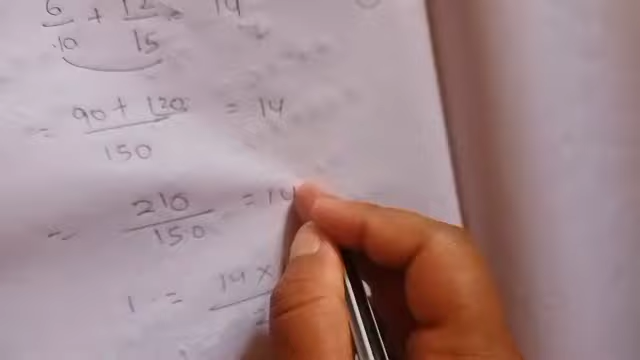 6/10 + 12/15 = 14
= 90 + 120/150 = 14
= 210/150 = 14
1 = 14 ×